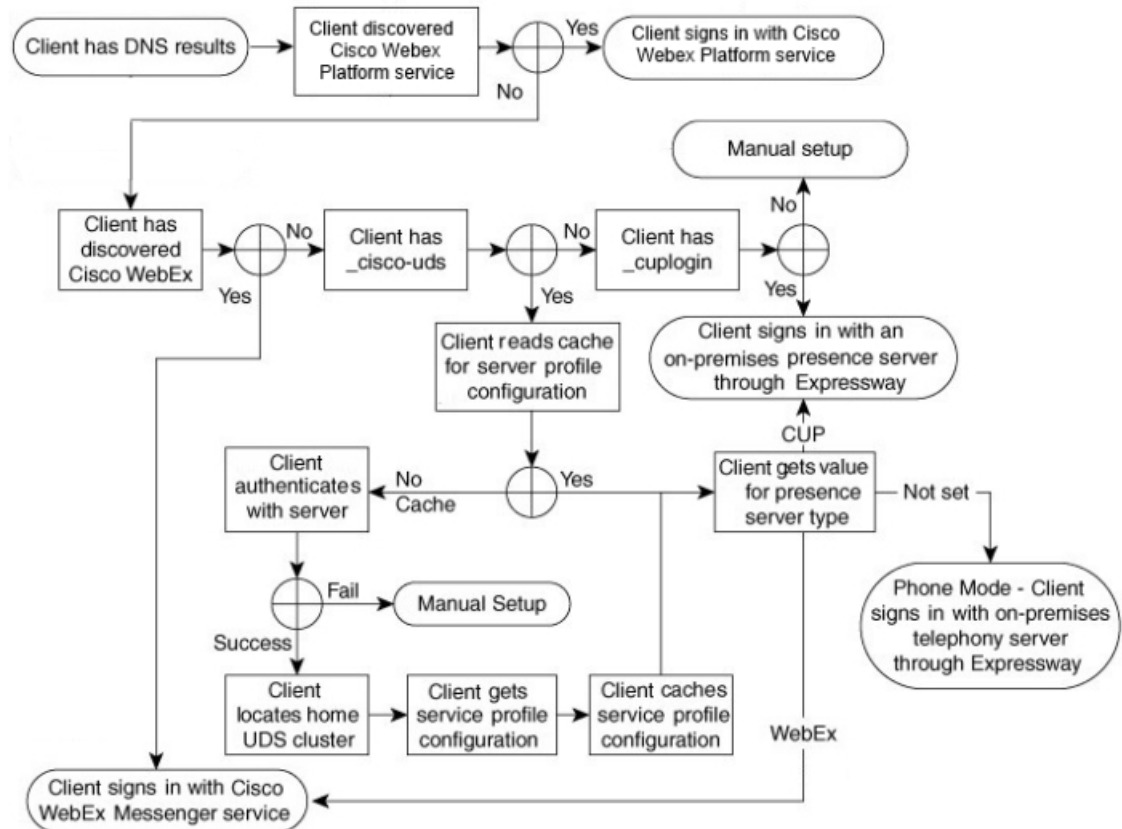 Client has DNS results
Client discovered
Cisco Webex
Platform service
Yes
Client signs in with Cisco
Webex Platform service
No
Manual setup
No
Client has
discovered
Cisco WebEx
No
Client has
_cisco-uds
No
Client has
_cuplogin
Yes
Yes
Yes
Client reads cache
for server profile
configuration
Client signs in with an
on-premises presence server
through Expressway
CUP
Client
authenticates
with server
No
Cache
Yes
Client gets value
for presence
server type
Not set
Fail
Manual Setup
Success
Phone Mode - Client
signs in with on-premises
telephony server
through Expressway
Client
locates home
UDS cluster
Client gets
service profile
configuration
Client caches
service profile
configuration
WebEx
Client signs in with Cisco
WebEx Messenger service